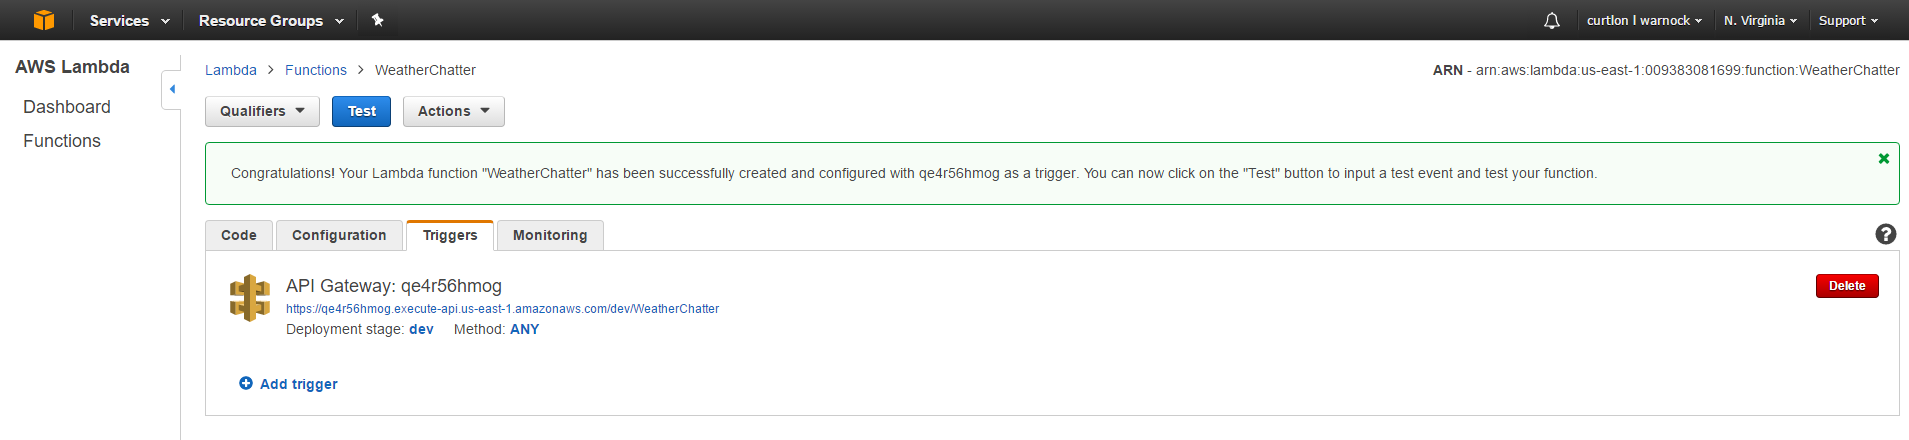 Services Resource Groups curtlon l warnock N. Virginia Support
AWS Lambda
Dashboard
Functions
Lambda > Functions > WeatherChatter ARN - arn:aws:lambda:us-east-1:009383081699:function:WeatherChatter
Qualifiers Test Actions
Congratulations! Your Lambda function "WeatherChatter" has been successfully created and configured with qe4r56hmog as a trigger. You can now click on the "Test" button to input a test event and test your function.
Code Configuration Triggers Monitoring
API Gateway: qe4r56hmog
Delete
https://qe4r56hmog.execute-api.us-east-1.amazonaws.com/dev/WeatherChatter
Deployment stage: dev Method: ANY
Add trigger